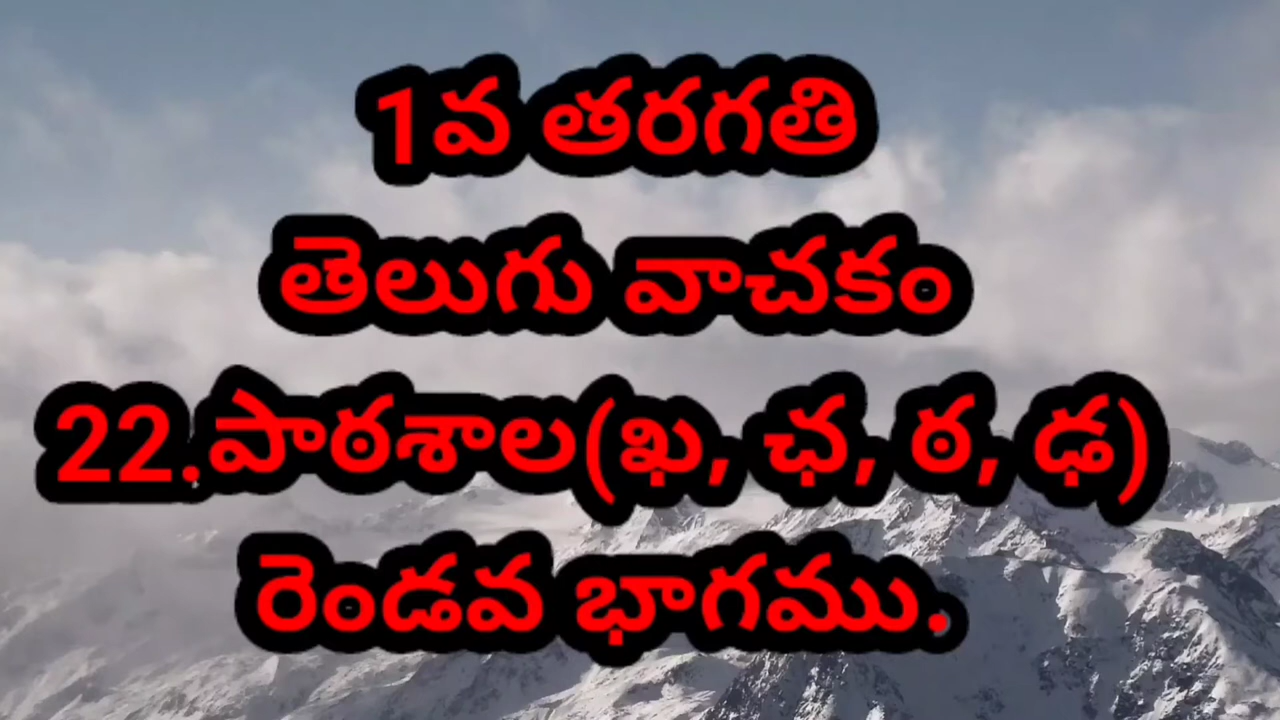 1వ తరగతి
తెలుగు వాచకం
22.పాఠశాల(ఖ, ఛ, ఠ, ఢ)
రెండవ భాగము.